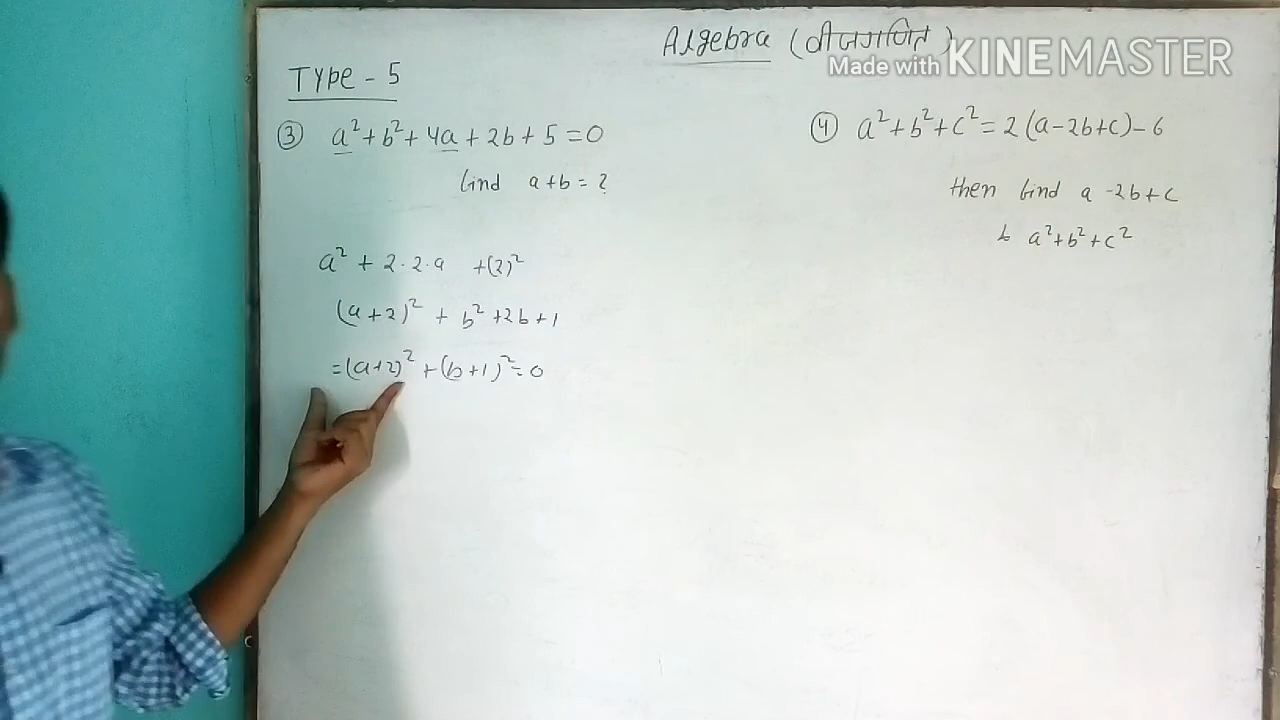 Algebra (बीजगणित)
Made with KINEMASTER
Type - 5
③ a² + b² + 4a + 2b + 5 = 0
find a+b = ?
a² + 2·2·a +(2)²
(a+2)² + b² +2b+1
=(a+2)² +(b+1)² = 0
④ a²+b²+c² = 2(a-2b+c)-6
then find a -2b+c
& a²+b²+c²